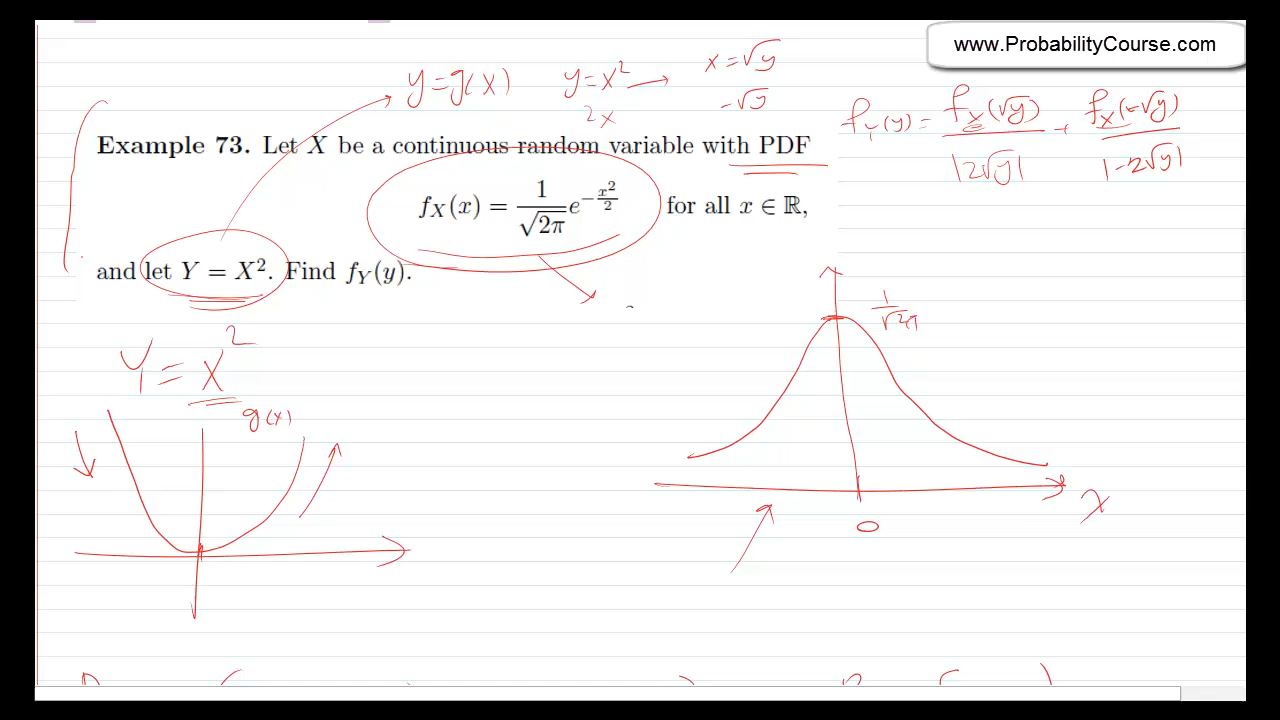 www.ProbabilityCourse.com
y = g(x) y = x² x = √y
2x -√y
f_Y(y) = f_X(√y) / |2√y| + f_X(-√y) / |-2√y|
Example 73. Let X be a continuous random variable with PDF
f_X(x) = 1/√2π e^{-x²/2} for all x ∈ ℝ,
and let Y = X². Find f_Y(y).
1/√2π
Y = X²
g(x)
x
0